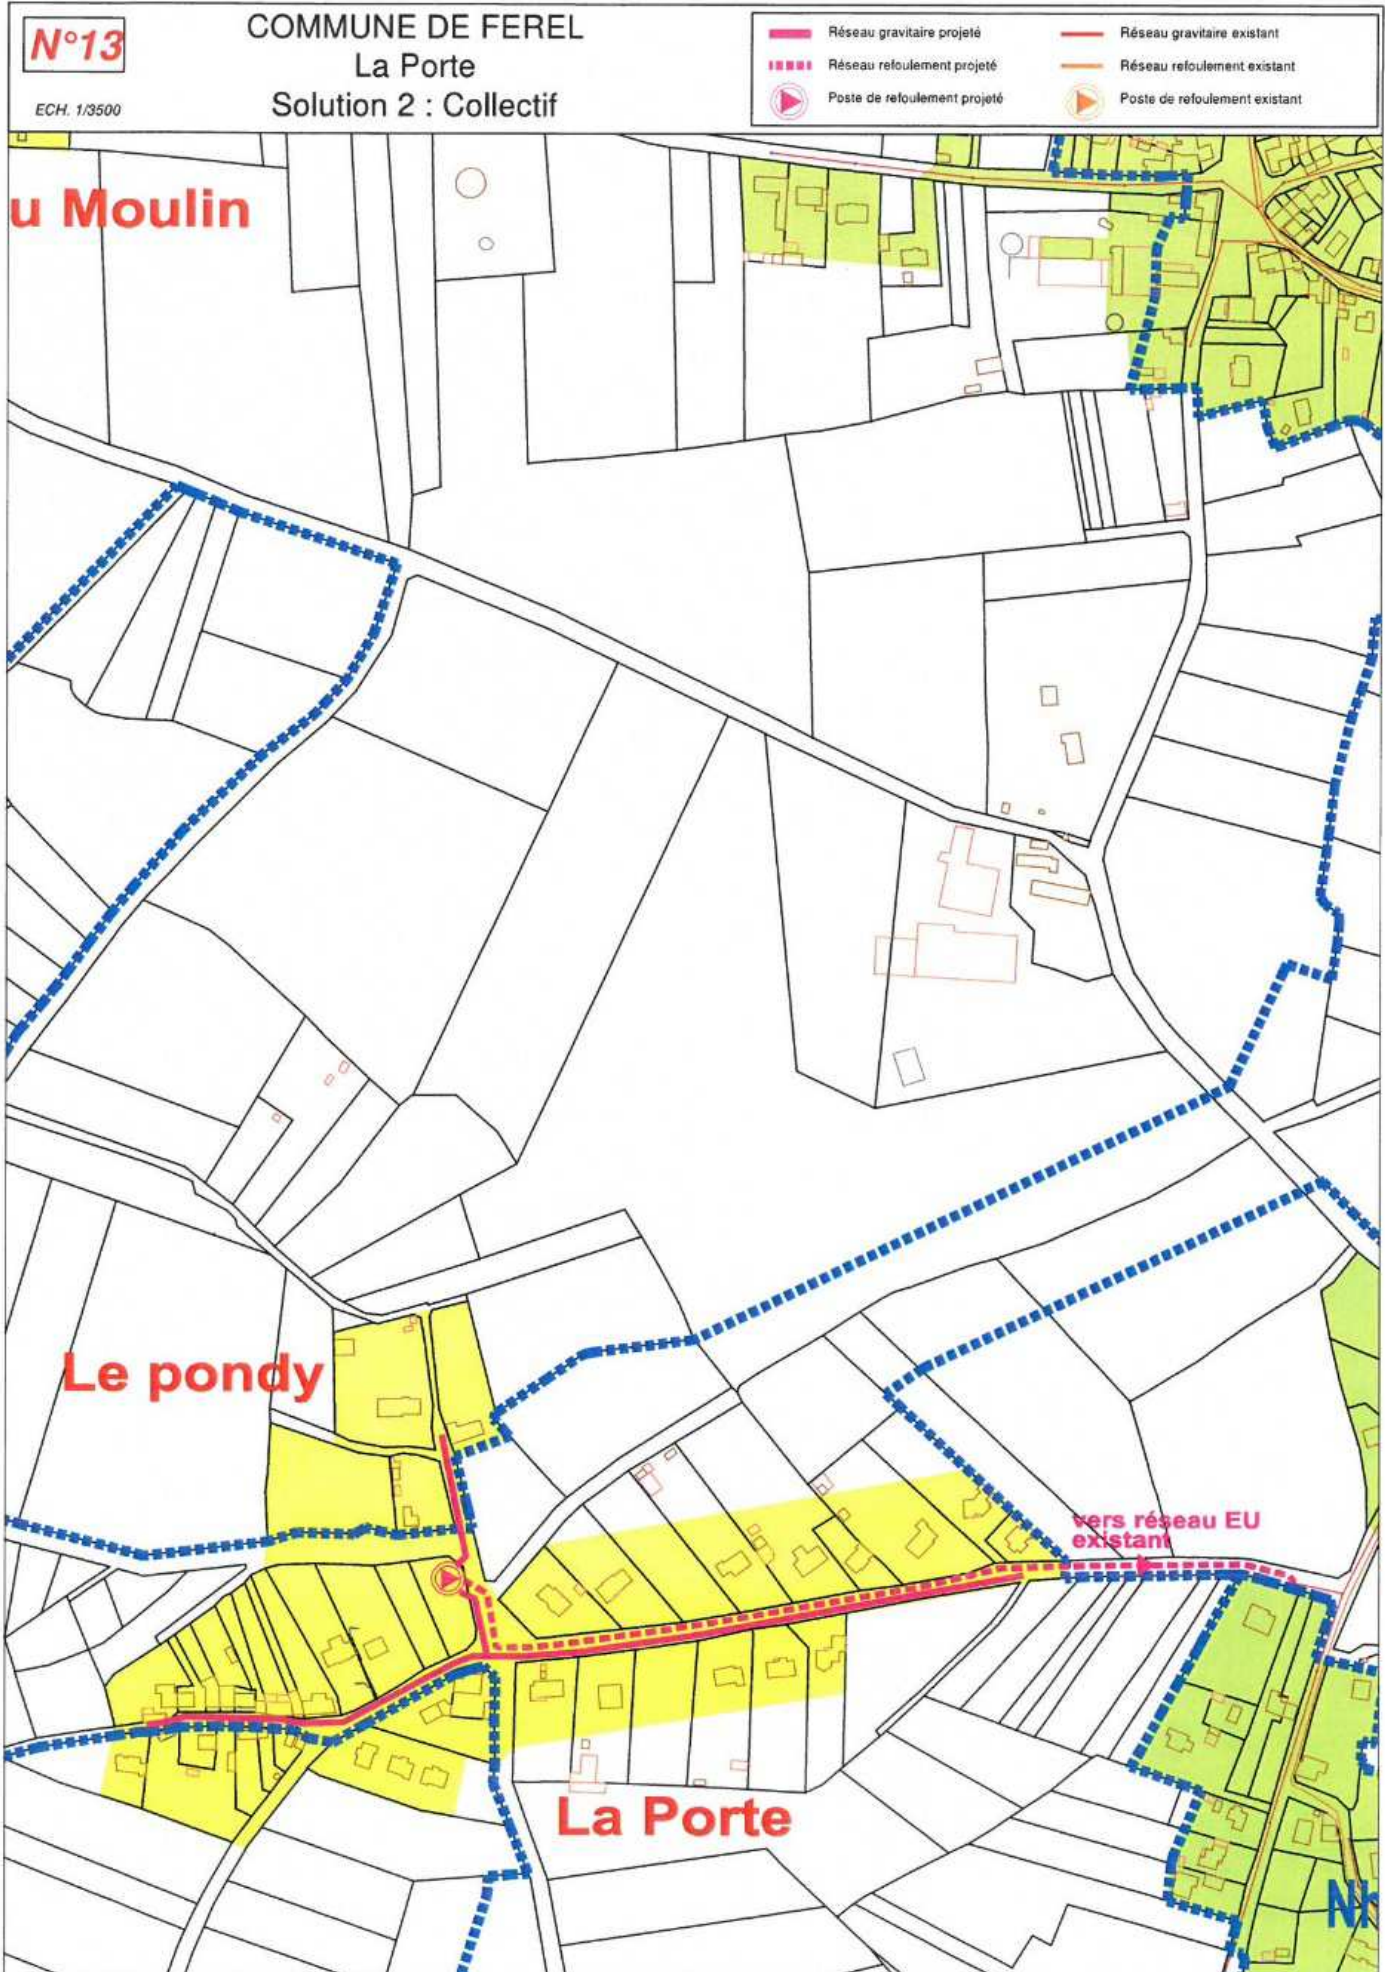 N°13
ECH. 1/3500
COMMUNE DE FEREL
La Porte
Solution 2 : Collectif
Réseau gravitaire projeté
Réseau refoulement projeté
Poste de refoulement projeté
Réseau gravitaire existant
Réseau refoulement existant
Poste de refoulement existant
u Moulin
Le pondy
vers réseau EU
existant
La Porte